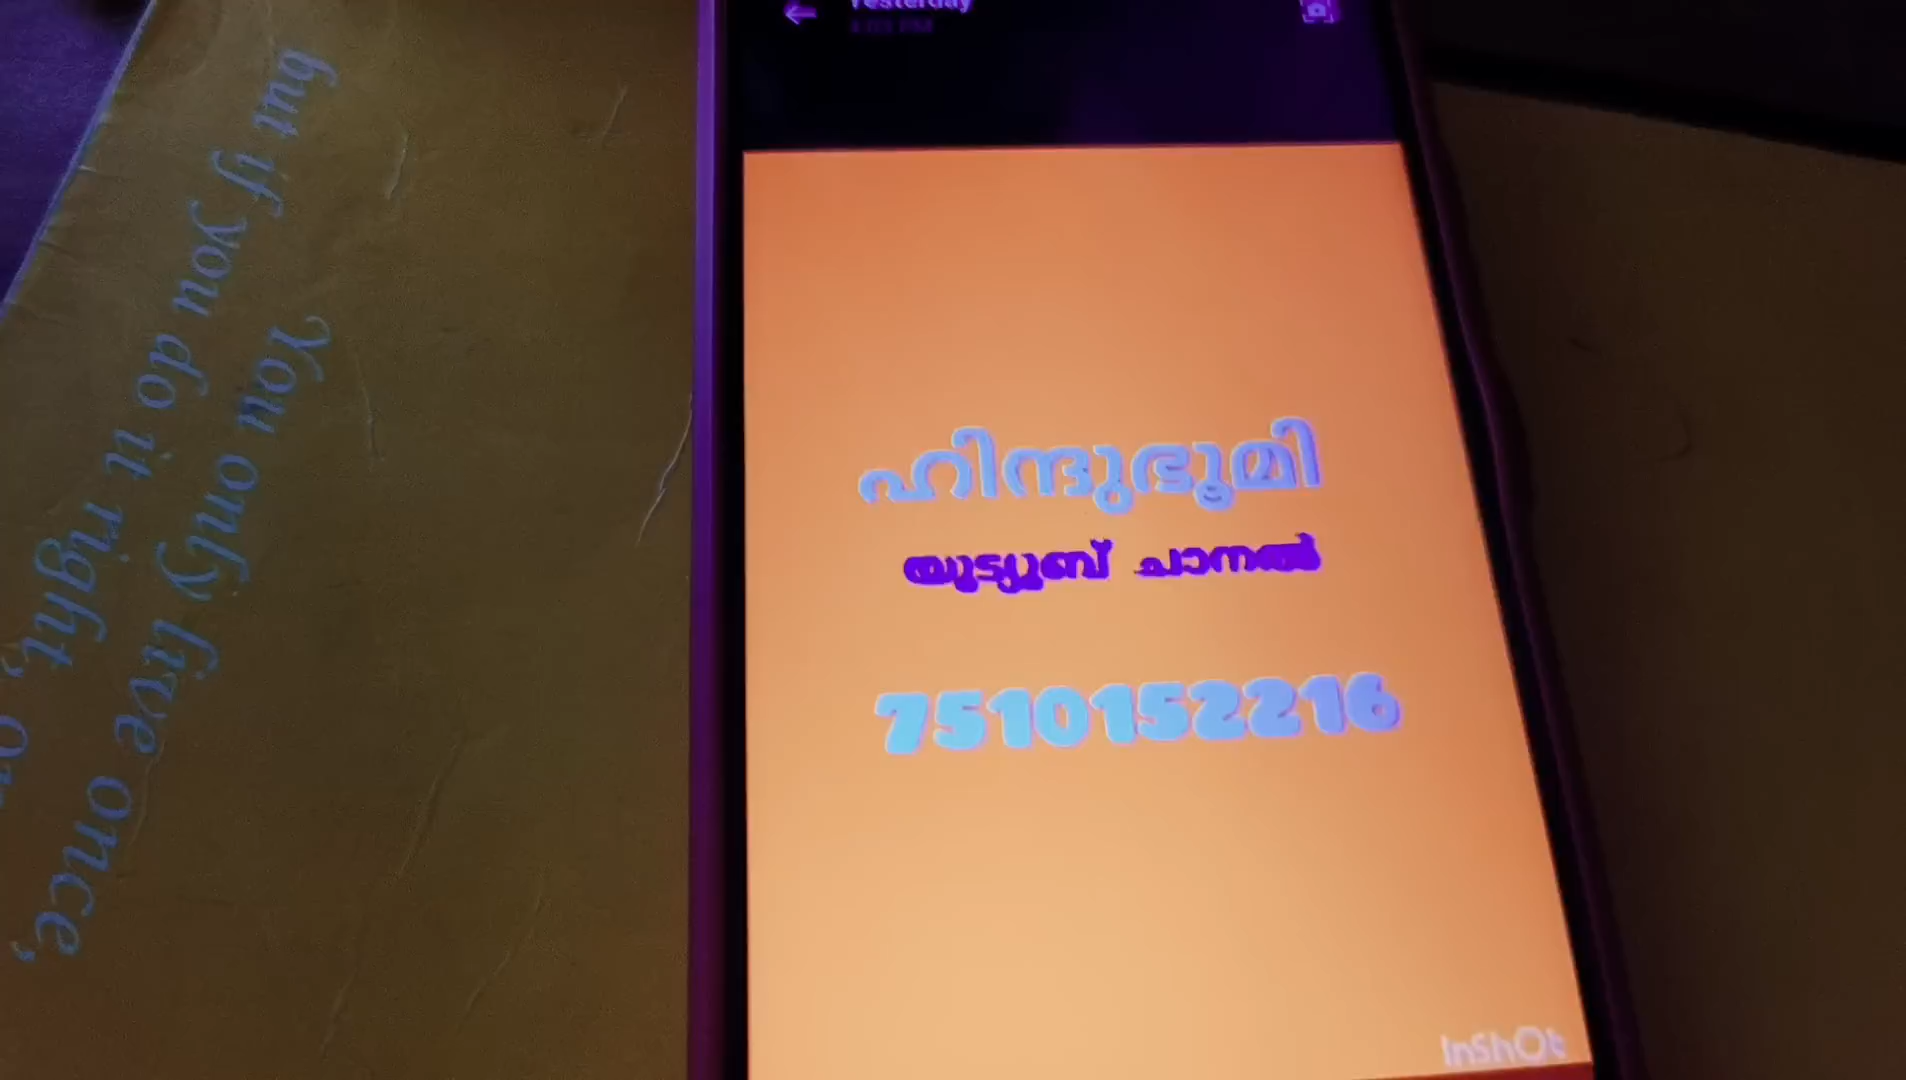 Yesterday
ഹിന്ദുഭൂമി
യൂട്യൂബ് ചാനൽ
7510152216
InShOt
You only live once,
but if you do it right,